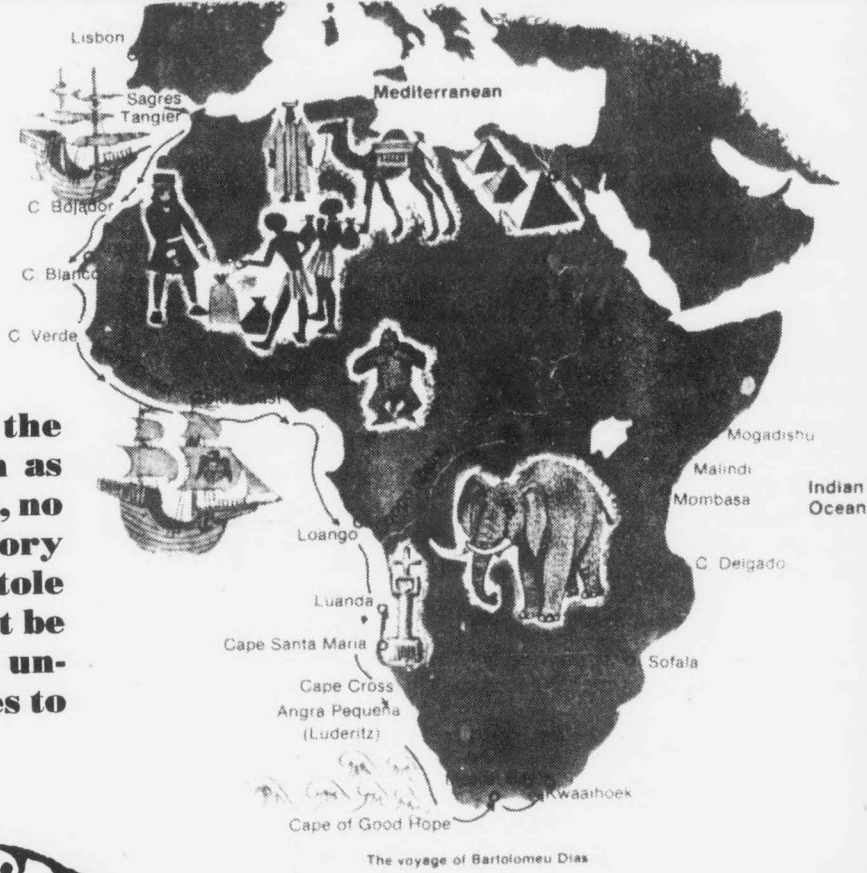 Lisbon
Mediterranean
Sagres
Tangier
C Bojador
C. Blanco
C Verde
Gold Coast
the
n as
, no
Mogadishu
Malindi
Indian
Ocean
Mombasa
ory
Loango
tole
C. Delgado
t be
Luanda
un-
Cape Santa Maria
Sofala
es to
Cape Cross
Angra Pequena
(Luderitz)
Kwaaihoek
Cape of Good Hope
The voyage of Bartolomeu Dias